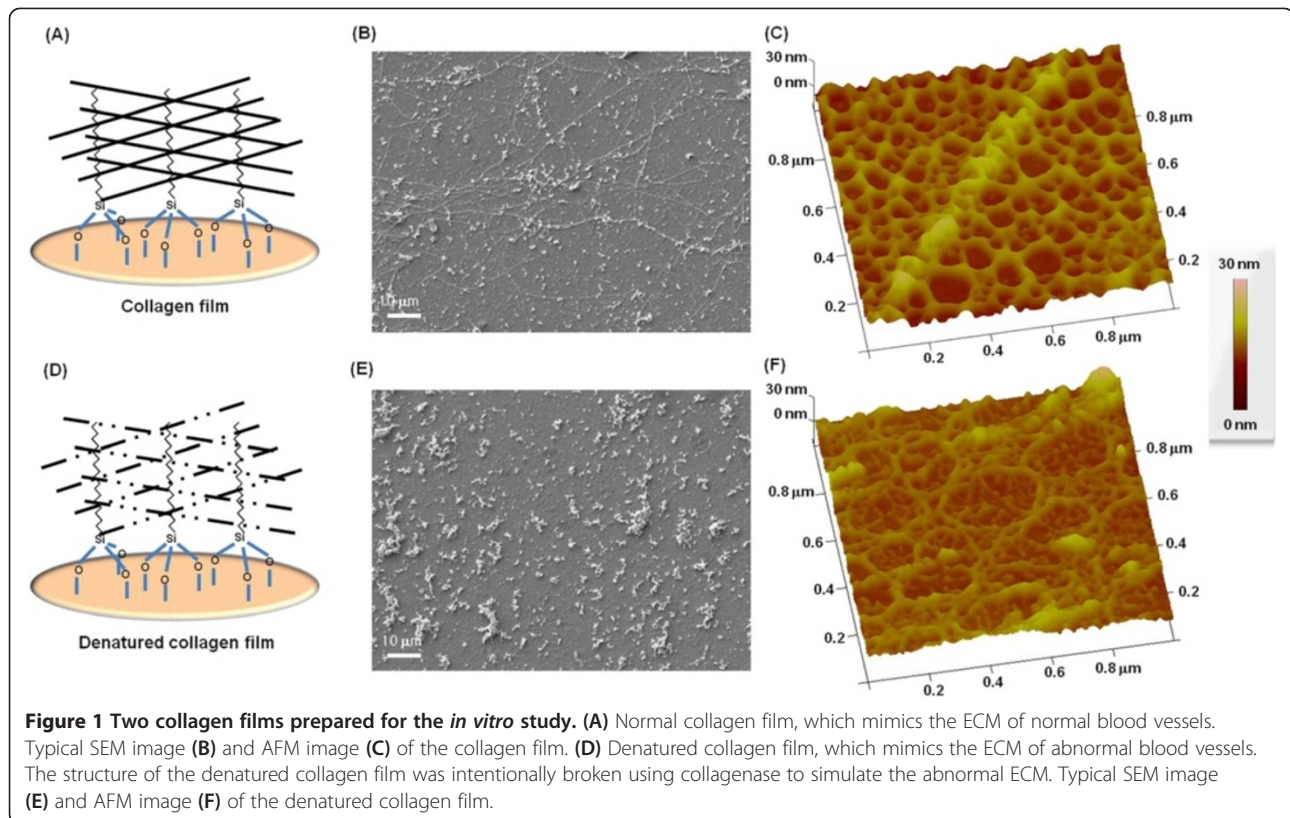 (A)
Si
Si
Si
O
O
O
O
O
O
O
O
O
Collagen film
(B)
10 μm
(C)
30 nm
0 nm
0.8 μm
0.6
0.4
0.2
0.2
0.4
0.6
0.8 μm
0.8 μm
0.6
0.4
0.2
30 nm
0 nm
(D)
Si
Si
Si
O
O
O
O
O
O
O
O
O
Denatured collagen film
(E)
10 μm
(F)
30 nm
0 nm
0.8 μm
0.6
0.4
0.2
0.2
0.4
0.6
0.8 μm
0.8 μm
0.6
0.4
0.2
Figure 1 Two collagen films prepared for the in vitro study. (A) Normal collagen film, which mimics the ECM of normal blood vessels.
Typical SEM image (B) and AFM image (C) of the collagen film. (D) Denatured collagen film, which mimics the ECM of abnormal blood vessels.
The structure of the denatured collagen film was intentionally broken using collagenase to simulate the abnormal ECM. Typical SEM image
(E) and AFM image (F) of the denatured collagen film.